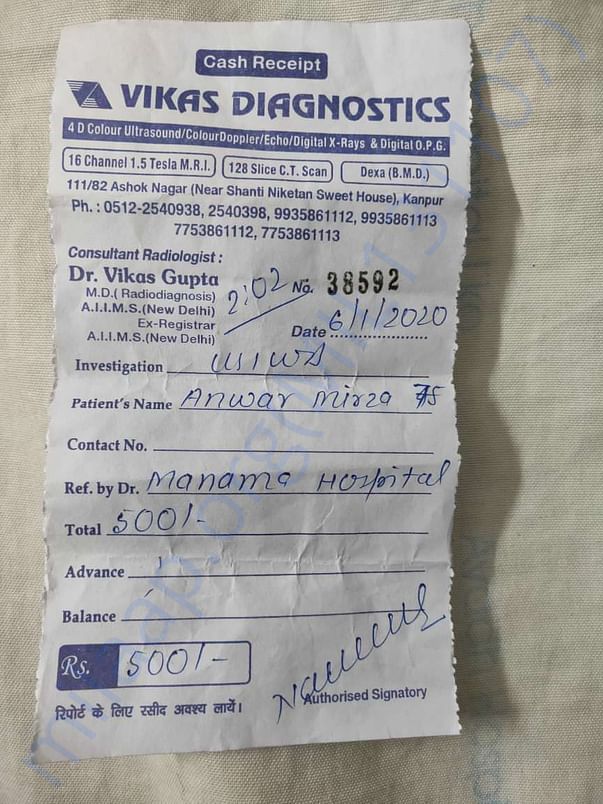 Cash Receipt
VIKAS DIAGNOSTICS
4 D Colour Ultrasound/ColourDoppler/Echo/Digital X-Rays & Digital O.P.G.
16 Channel 1.5 Tesla M.R.I. 128 Slice C.T. Scan Dexa (B.M.D.)
111/82 Ashok Nagar (Near Shanti Niketan Sweet House), Kanpur
Ph. : 0512-2540938, 2540398, 9935861112, 9935861113
7753861112, 7753861113
Consultant Radiologist :
Dr. Vikas Gupta
M.D.( Radiodiagnosis)
A.I.I.M.S.(New Delhi)
Ex-Registrar
A.I.I.M.S.(New Delhi)
2:02 No. 38592
Date 6/1/2020
Investigation
Patient's Name Anwar Mirza 75
Contact No.
Ref. by Dr. Manama Hospital
Total 500/-
Advance
Balance
Rs. 500/-
Authorised Signatory
रिपोर्ट के लिए रसीद अवश्य लायें।